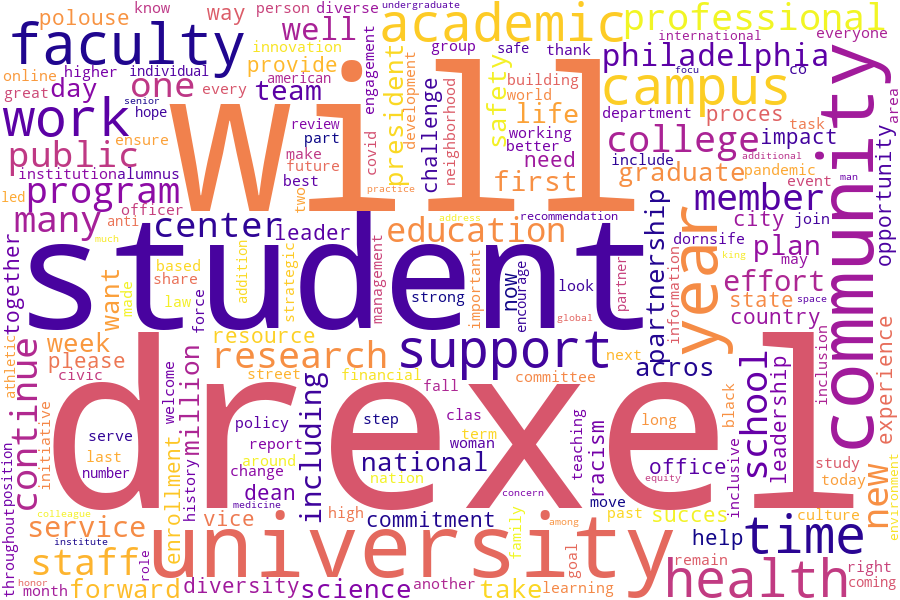 know
way
person
diverse
undergraduate
polouse
well
academic
professional
faculty
innovation
provide
engagement
president
development
group
safe
thank
international
everyone
philadelphia
co
online
higher
individual
one
american
team
great
day
every
will
challenge
neighborhood
safety
building
world
focu
campus
area
senior
hope
work
review
part
covid
life
working
better
need
department
proces
task
college
impact
public
ensure
make
future
best
include
additional
community
opportunity
institutional
alumnus
led
program
two
practice
first
graduate
pandemic
event
man
many
officer
anti
center
leader
education
address
recommendation
member
city
join
much
student
partnership
dornsife
plan
king
may
together
want
made
based
share
law
force
addition
strategic
management
important
strong
now
encourage
look
partner
information
year
effort
state
space
country
global
athletic
week
please
civic
resource
research
street
financial
support
committee
next
acros
inclusion
experience
continue
initiative
welcome
million
including
fall
school
leadership
black
long
drexel
serve
last
number
policy
report
around
change
history
step
clas
term
woman
national
nation
teaching
racism
office
equity
inclusive
study
today
new
environment
position
enrollment
dean
medicine
concern
move
colleague
service
institute
vice
high
commitment
family
among
past
succes
culture
help
time
throughout
staff
role
university
goal
remain
right
coming
honor
month
forward
diversity
science
another
take
learning
health